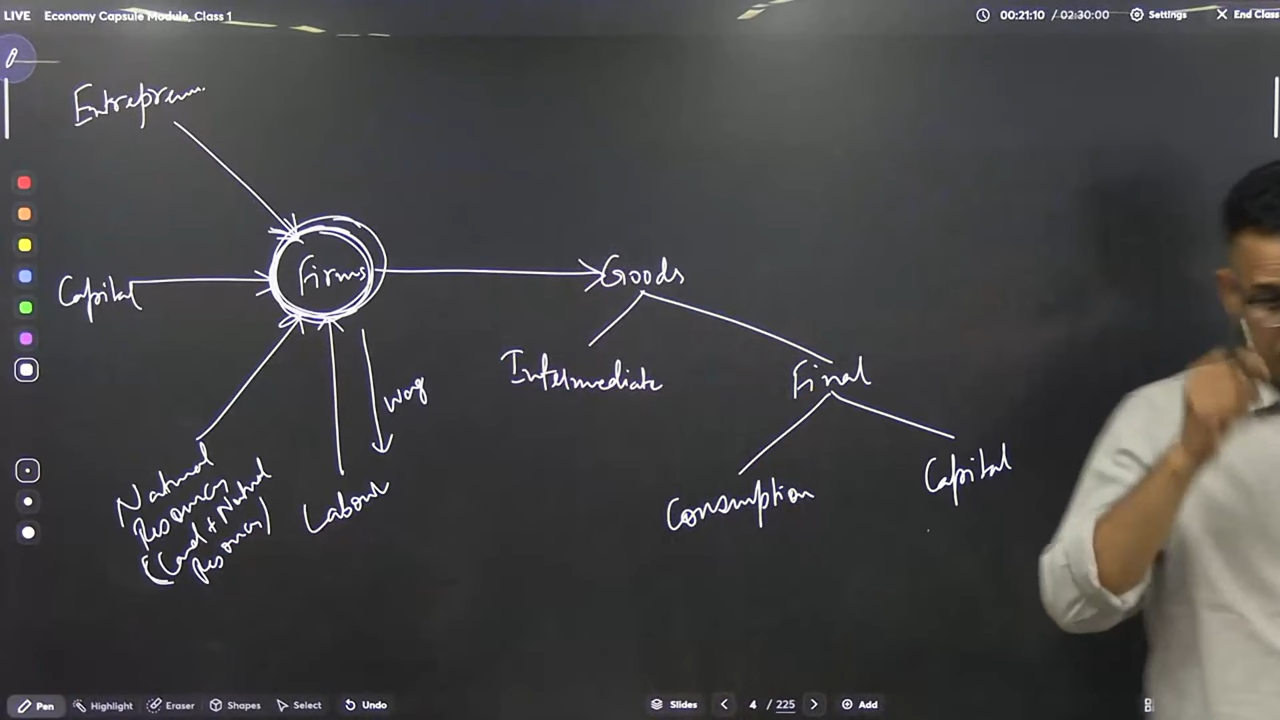 LIVE Economy Capsule Module, Class 1
00:21:10 / 02:30:00 Settings End Class
Entrepren
Firms
Capital
Goods
Intermediate
Final
Wag
Natural
Resources
(Land + Natural
Resources)
Labour
Consumption
Capital
Pen Highlight Eraser Shapes Select Undo Slides 4 / 225 Add